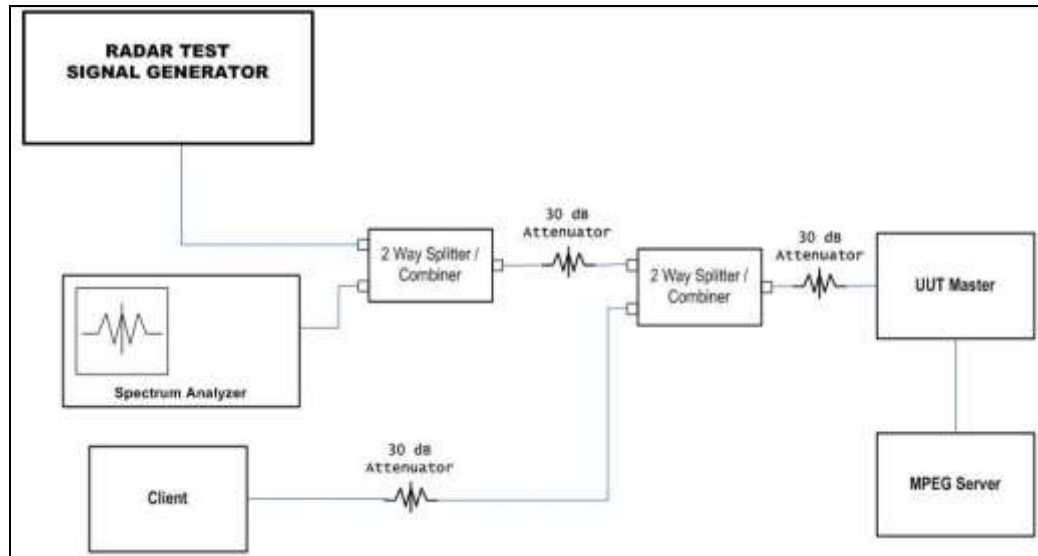 RADAR TEST
SIGNAL GENERATOR
30 dB
Attenuator
2 Way Splitter /
Combiner
30 dB
Attenuator
2 Way Splitter /
Combiner
UUT Master
Spectrum Analyzer
30 dB
Attenuator
Client
MPEG Server